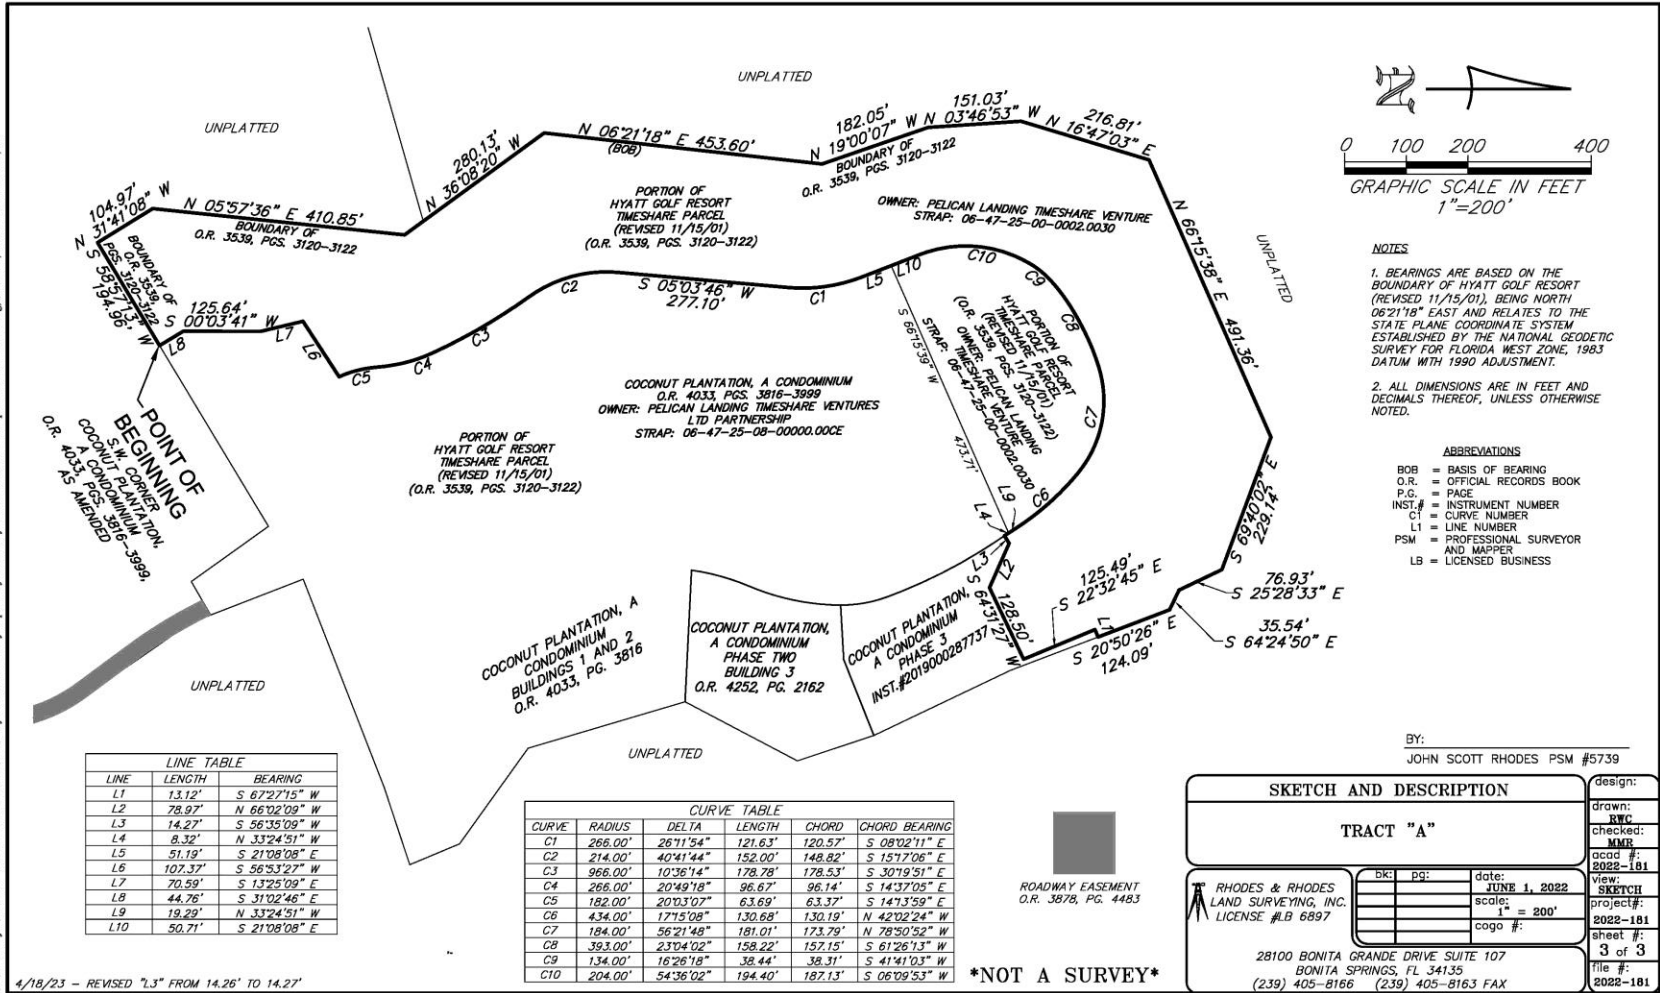 UNPLATTED
UNPLATTED
104.97'
N 31°41'08" W
N 05°57'36" E 410.85'
BOUNDARY OF
O.R. 3539, PGS. 3120-3122
280.13'
N 36°08'20" W
N 06°21'18" E 453.60'
(BOB)
182.05'
N 19°00'07" W
BOUNDARY OF
O.R. 3539, PGS. 3120-3122
151.03'
N 03°46'53" W
216.81'
N 16°47'03" E
N 66°15'38" E 491.36'
UNPLATTED
PORTION OF
HYATT GOLF RESORT
TIMESHARE PARCEL
(REVISED 11/15/01)
(O.R. 3539, PGS. 3120-3122)
OWNER: PELICAN LANDING TIMESHARE VENTURE
STRAP: 06-47-25-00-0002.0030
S 58°57'13" W
194.96'
BOUNDARY OF
O.R. 3539,
PGS. 3120-3122
125.64'
S 00°03'41" W
L8
L7
L6
C5
C4
C3
C2
S 05°03'46" W
277.10'
C1
L5
L10
C10
C9
C8
C7
C6
L9
L4
L3
L2
S 66°15'39" W
473.71'
PORTION OF
HYATT GOLF RESORT
TIMESHARE PARCEL
(REVISED 11/15/01)
(O.R. 3539, PGS. 3120-3122)
OWNER: PELICAN LANDING
TIMESHARE VENTURE
STRAP: 06-47-25-00-0002.0030
COCONUT PLANTATION, A CONDOMINIUM
O.R. 4033, PGS. 3816-3999
OWNER: PELICAN LANDING TIMESHARE VENTURES
LTD PARTNERSHIP
STRAP: 06-47-25-08-00000.00CE
PORTION OF
HYATT GOLF RESORT
TIMESHARE PARCEL
(REVISED 11/15/01)
(O.R. 3539, PGS. 3120-3122)
POINT OF
BEGINNING
S.W. CORNER
COCONUT PLANTATION,
A CONDOMINIUM
O.R. 4033, PGS. 3816-3999,
AS AMENDED
S 64°31'27" W
128.50'
125.49'
S 22°32'45" E
L1
S 20°50'26" E
124.09'
S 69°40'02" E
229.14'
76.93'
S 25°28'33" E
35.54'
S 64°24'50" E
COCONUT PLANTATION, A
CONDOMINIUM
BUILDINGS 1 AND 2
O.R. 4033, PG. 3816
COCONUT PLANTATION,
A CONDOMINIUM
PHASE TWO
BUILDING 3
O.R. 4252, PG. 2162
COCONUT PLANTATION,
A CONDOMINIUM
PHASE 3
INST.#2019000287737
UNPLATTED
UNPLATTED
N
0 100 200 400
GRAPHIC SCALE IN FEET
1"=200'
NOTES
1. BEARINGS ARE BASED ON THE
BOUNDARY OF HYATT GOLF RESORT
(REVISED 11/15/01), BEING NORTH
06°21'18" EAST AND RELATES TO THE
STATE PLANE COORDINATE SYSTEM
ESTABLISHED BY THE NATIONAL GEODETIC
SURVEY FOR FLORIDA WEST ZONE, 1983
DATUM WITH 1990 ADJUSTMENT.
2. ALL DIMENSIONS ARE IN FEET AND
DECIMALS THEREOF, UNLESS OTHERWISE
NOTED.
ABBREVIATIONS
BOB = BASIS OF BEARING
O.R. = OFFICIAL RECORDS BOOK
P.G. = PAGE
INST.# = INSTRUMENT NUMBER
C1 = CURVE NUMBER
L1 = LINE NUMBER
PSM = PROFESSIONAL SURVEYOR
AND MAPPER
LB = LICENSED BUSINESS
LINE TABLE
LINE LENGTH BEARING
L1 13.12' S 67°27'15" W
L2 78.97' N 66°02'09" W
L3 14.27' S 56°35'09" W
L4 8.32' N 33°24'51" W
L5 51.19' S 21°08'08" E
L6 107.37' S 56°53'27" W
L7 70.59' S 13°25'09" E
L8 44.76' S 31°02'46" E
L9 19.29' N 33°24'51" W
L10 50.71' S 21°08'08" E
CURVE TABLE
CURVE RADIUS DELTA LENGTH CHORD CHORD BEARING
C1 266.00' 26°11'54" 121.63' 120.57' S 08°02'11" E
C2 214.00' 40°41'44" 152.00' 148.82' S 15°17'06" E
C3 966.00' 10°36'14" 178.78' 178.53' S 30°19'51" E
C4 266.00' 20°49'18" 96.67' 96.14' S 14°37'05" E
C5 182.00' 20°03'07" 63.69' 63.37' S 14°13'59" E
C6 434.00' 17°15'08" 130.68' 130.19' N 42°02'24" W
C7 184.00' 56°21'48" 181.01' 173.79' N 78°50'52" W
C8 393.00' 23°04'02" 158.22' 157.15' S 61°26'13" W
C9 134.00' 16°26'18" 38.44' 38.31' S 41°41'03" W
C10 204.00' 54°36'02" 194.40' 187.13' S 06°09'53" W
ROADWAY EASEMENT
O.R. 3878, PG. 4483
*NOT A SURVEY*
4/18/23 - REVISED "L3" FROM 14.26' TO 14.27'
BY:
JOHN SCOTT RHODES PSM #5739
SKETCH AND DESCRIPTION
TRACT "A"
RHODES & RHODES
LAND SURVEYING, INC.
LICENSE #LB 6897
bk: pg:
date:
JUNE 1, 2022
scale:
1" = 200'
cogo #:
28100 BONITA GRANDE DRIVE SUITE 107
BONITA SPRINGS, FL 34135
(239) 405-8166 (239) 405-8163 FAX
design:
drawn:
RWC
checked:
MMR
acad #:
2022-181
view:
SKETCH
project#:
2022-181
sheet #:
3 of 3
file #:
2022-181